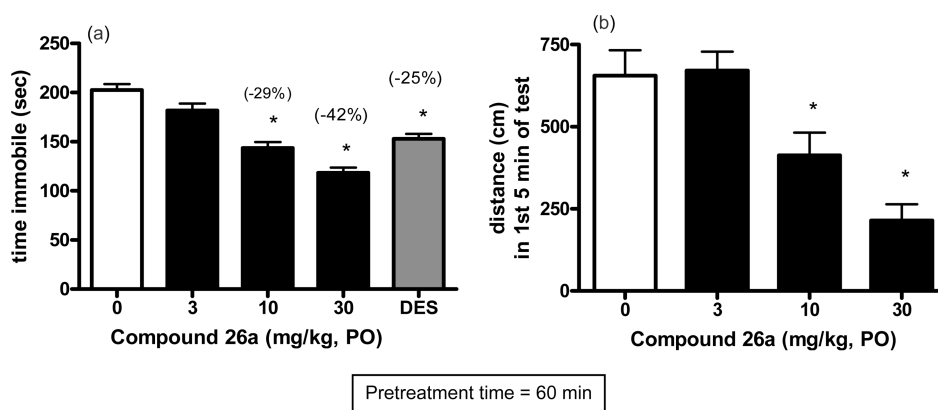 (a)
time immobile (sec)
250
200
150
100
50
0
(-29%)
*
(-42%)
*
(-25%)
*
0 3 10 30 DES
Compound 26a (mg/kg, PO)
(b)
distance (cm)
in 1st 5 min of test
750
500
250
0
*
*
0 3 10 30
Compound 26a (mg/kg, PO)
Pretreatment time = 60 min